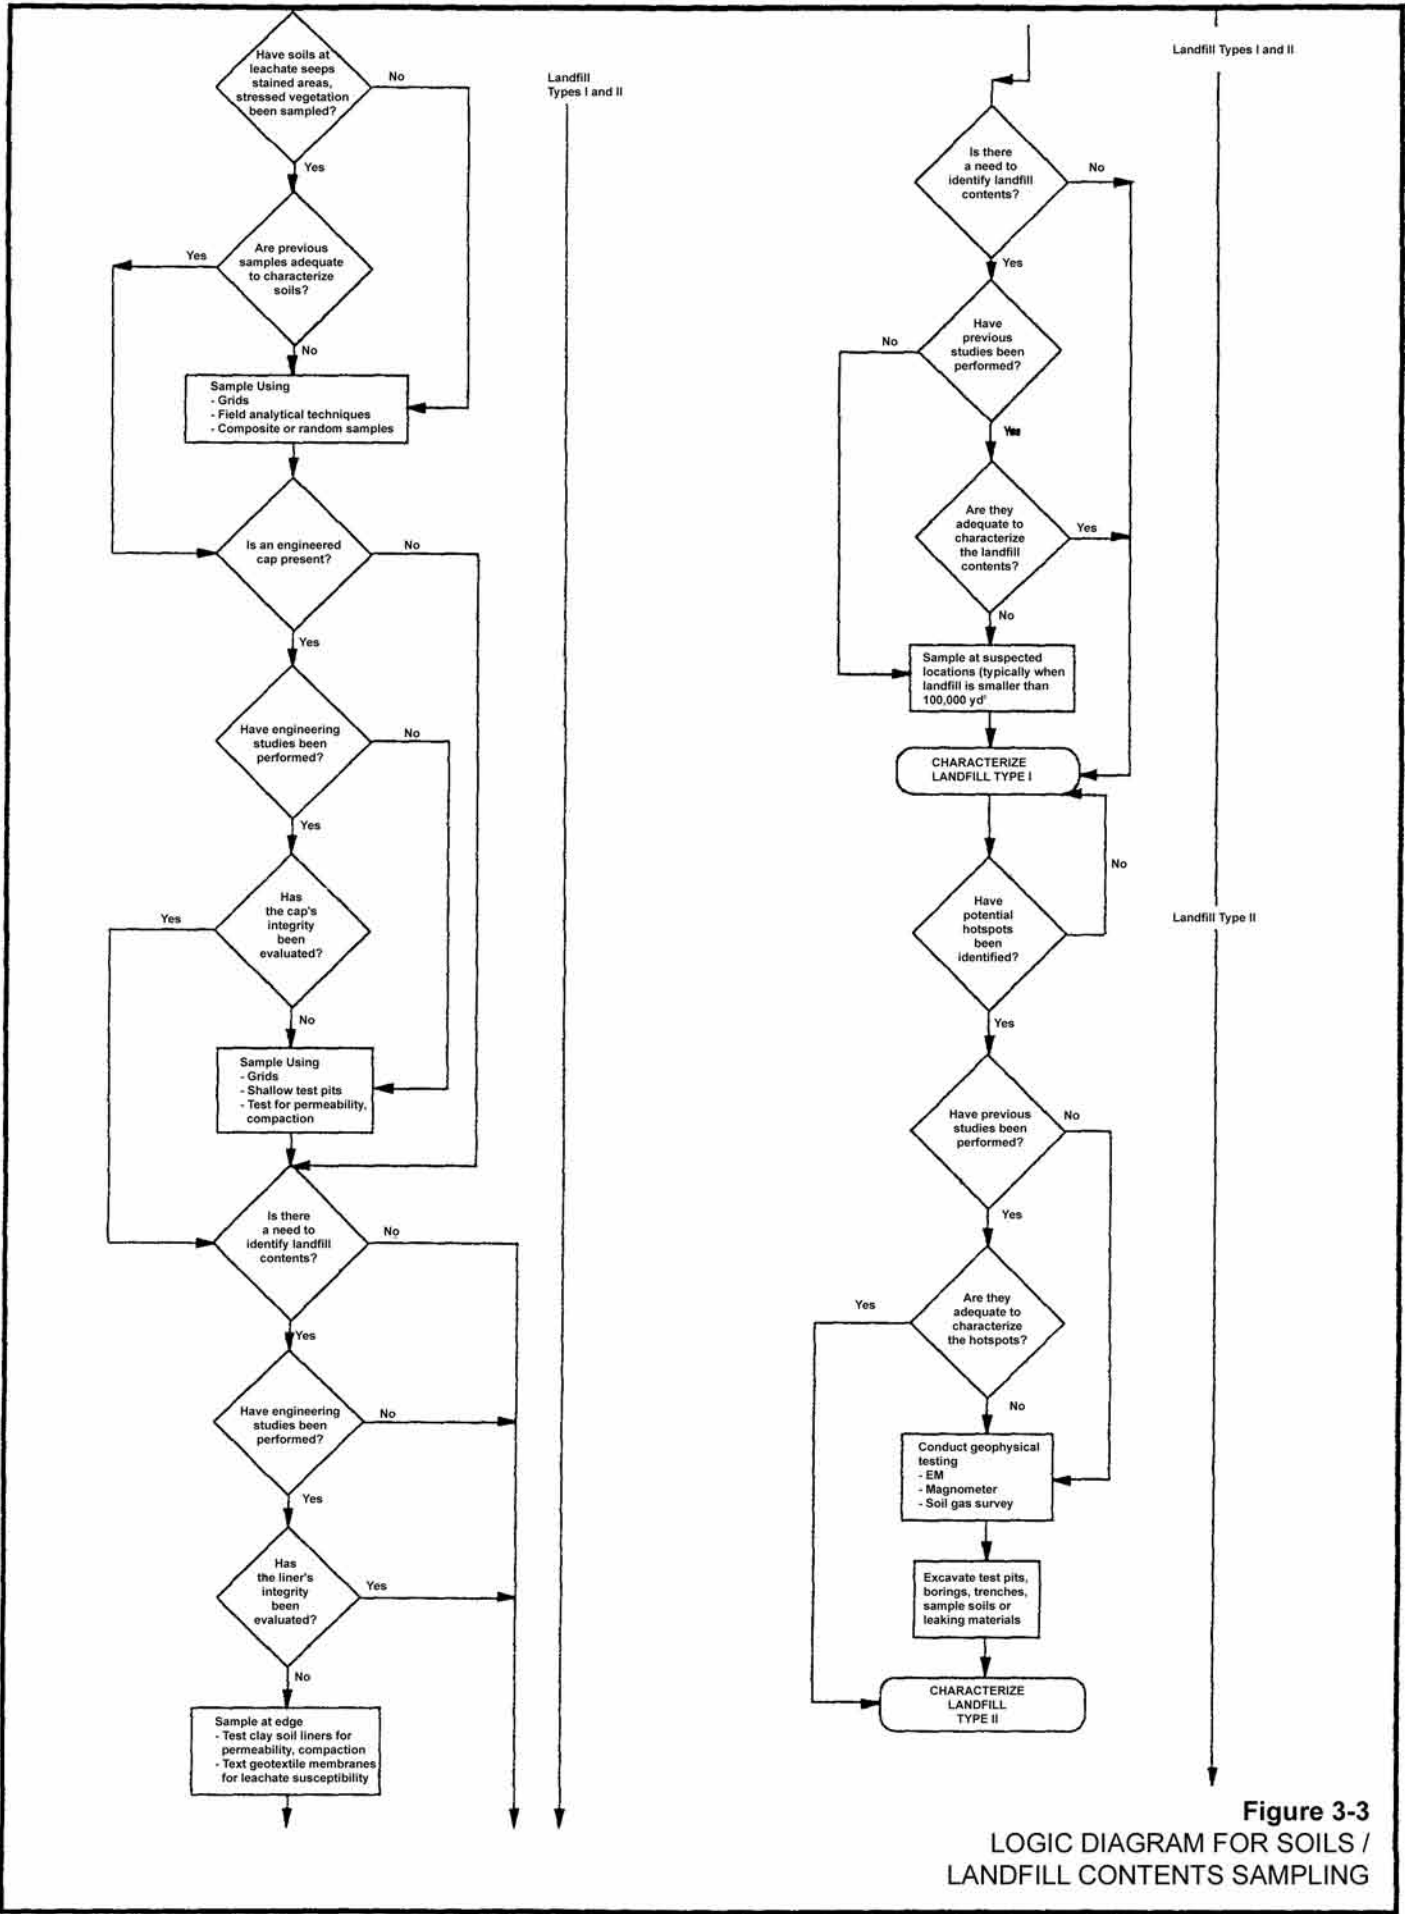 Have soils at
leachate seeps
stained areas,
stressed vegetation
been sampled?
No
Yes
Are previous
samples adequate
to characterize
soils?
Yes
No
Sample Using
- Grids
- Field analytical techniques
- Composite or random samples
Is an engineered
cap present?
No
Yes
Have engineering
studies been
performed?
No
Yes
Has
the cap's
integrity
been
evaluated?
Yes
No
Sample Using
- Grids
- Shallow test pits
- Test for permeability,
compaction
Is there
a need to
identify landfill
contents?
No
Yes
Have engineering
studies been
performed?
No
Yes
Has
the liner's
integrity
been
evaluated?
Yes
No
Sample at edge
- Test clay soil liners for
permeability, compaction
- Text geotextile membranes
for leachate susceptibility
Landfill
Types I and II
Is there
a need to
identify landfill
contents?
No
Yes
Have
previous
studies been
performed?
No
Yes
Are they
adequate to
characterize
the landfill
contents?
Yes
No
Sample at suspected
locations (typically when
landfill is smaller than
100,000 yd³
CHARACTERIZE
LANDFILL TYPE I
Have
potential
hotspots
been
identified?
No
Yes
Have previous
studies been
performed?
No
Yes
Are they
adequate to
characterize
the hotspots?
Yes
No
Conduct geophysical
testing
- EM
- Magnometer
- Soil gas survey
Excavate test pits,
borings, trenches,
sample soils or
leaking materials
CHARACTERIZE
LANDFILL
TYPE II
Landfill Types I and II
Landfill Type II
Figure 3-3
LOGIC DIAGRAM FOR SOILS /
LANDFILL CONTENTS SAMPLING